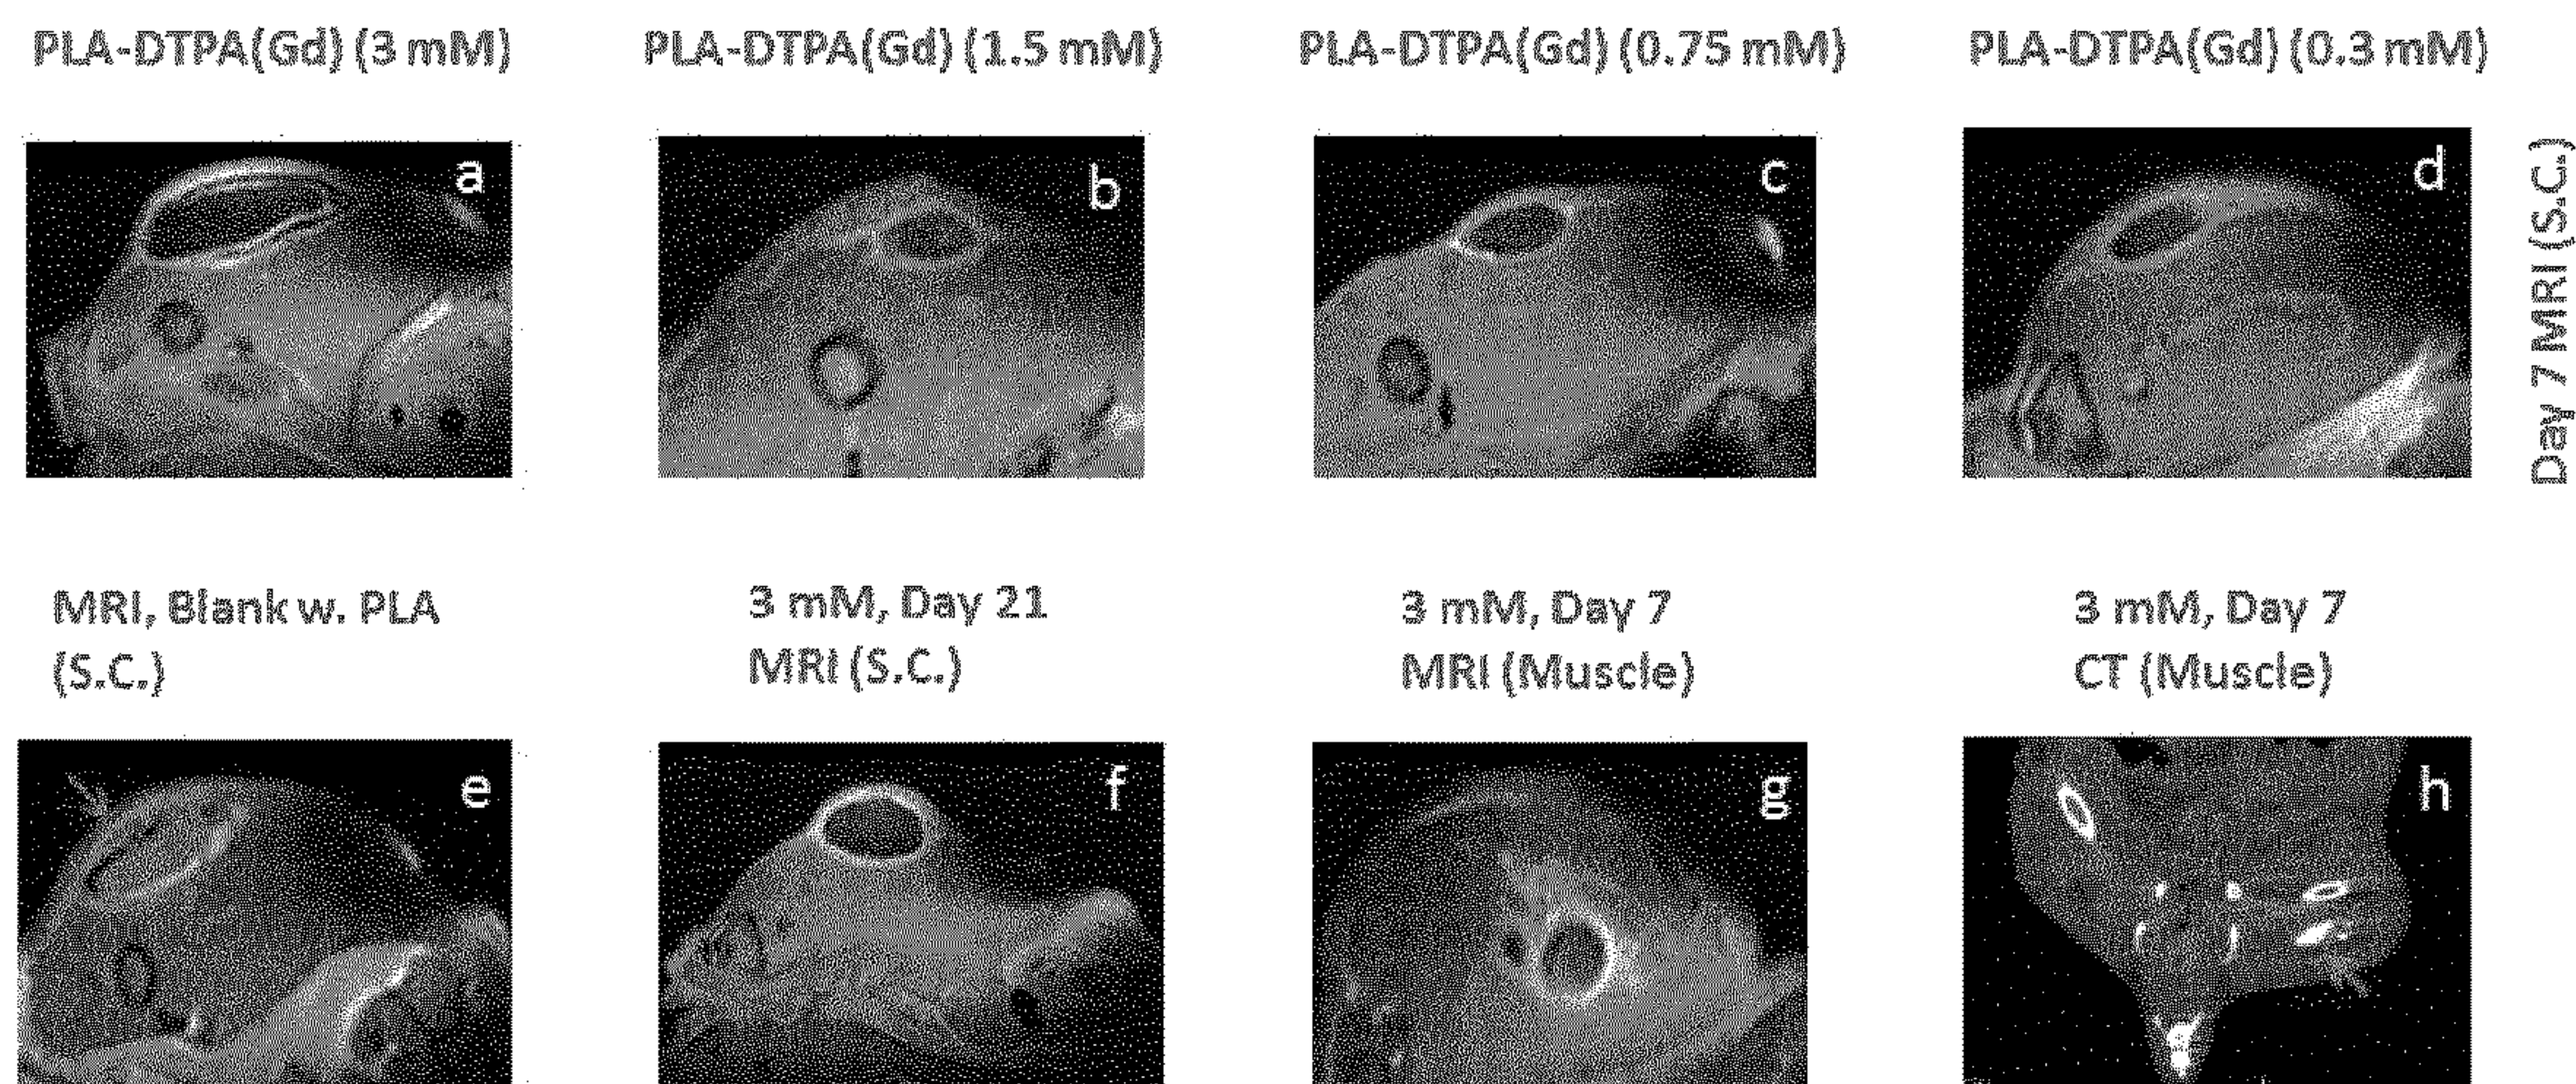 PLA-DTPA(Gd) (3 mM)
PLA-DTPA(Gd) (1.5 mM)
PLA-DTPA(Gd) (0.75 mM)
PLA-DTPA(Gd) (0.3 mM)
a
b
c
d
Day 7 MRI (S.C.)
MRI, Blank w. PLA
(S.C.)
3 mM, Day 21
MRI (S.C.)
3 mM, Day 7
MRI (Muscle)
3 mM, Day 7
CT (Muscle)
e
f
g
h